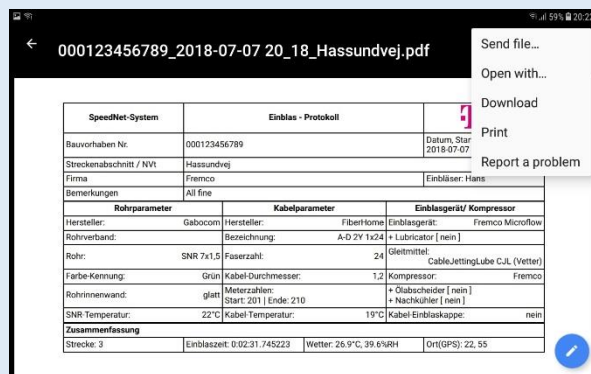 59% 20:22
000123456789_2018-07-07 20_18_Hassundvej.pdf
Send file...
Open with...
Download
Print
Report a problem
SpeedNet-System Einblas - Protokoll T
Bauvorhaben Nr. 000123456789 Datum, Star
2018-07-07
Streckenabschnitt / NVt Hassundvej
Firma Fremco Einbläser: Hans
Bemerkungen All fine
Rohrparameter Kabelparameter Einblasgerät/ Kompressor
Hersteller: Gabocom Hersteller: FiberHome Einblasgerät: Fremco Microflow
Rohrverband: Bezeichnung: A-D 2Y 1x24 + Lubricator [ nein ]
Rohr: SNR 7x1,5 Faserzahl: 24 Gleitmittel:
CableJettingLube CJL (Vetter)
Farbe-Kennung: Grün Kabel-Durchmesser: 1,2 Kompressor: Fremco
Rohrinnenwand: glatt Meterzahlen:
Start: 201 | Ende: 210
+ Ölabscheider [ nein ]
+ Nachkühler [ nein ]
SNR-Temperatur: 22°C Kabel-Temperatur: 19°C Kabel-Einblaskappe: nein
Zusammenfassung
Strecke: 3 Einblaszeit: 0:02:31.745223 Wetter: 26.9°C, 39.6%RH Ort(GPS): 22, 55